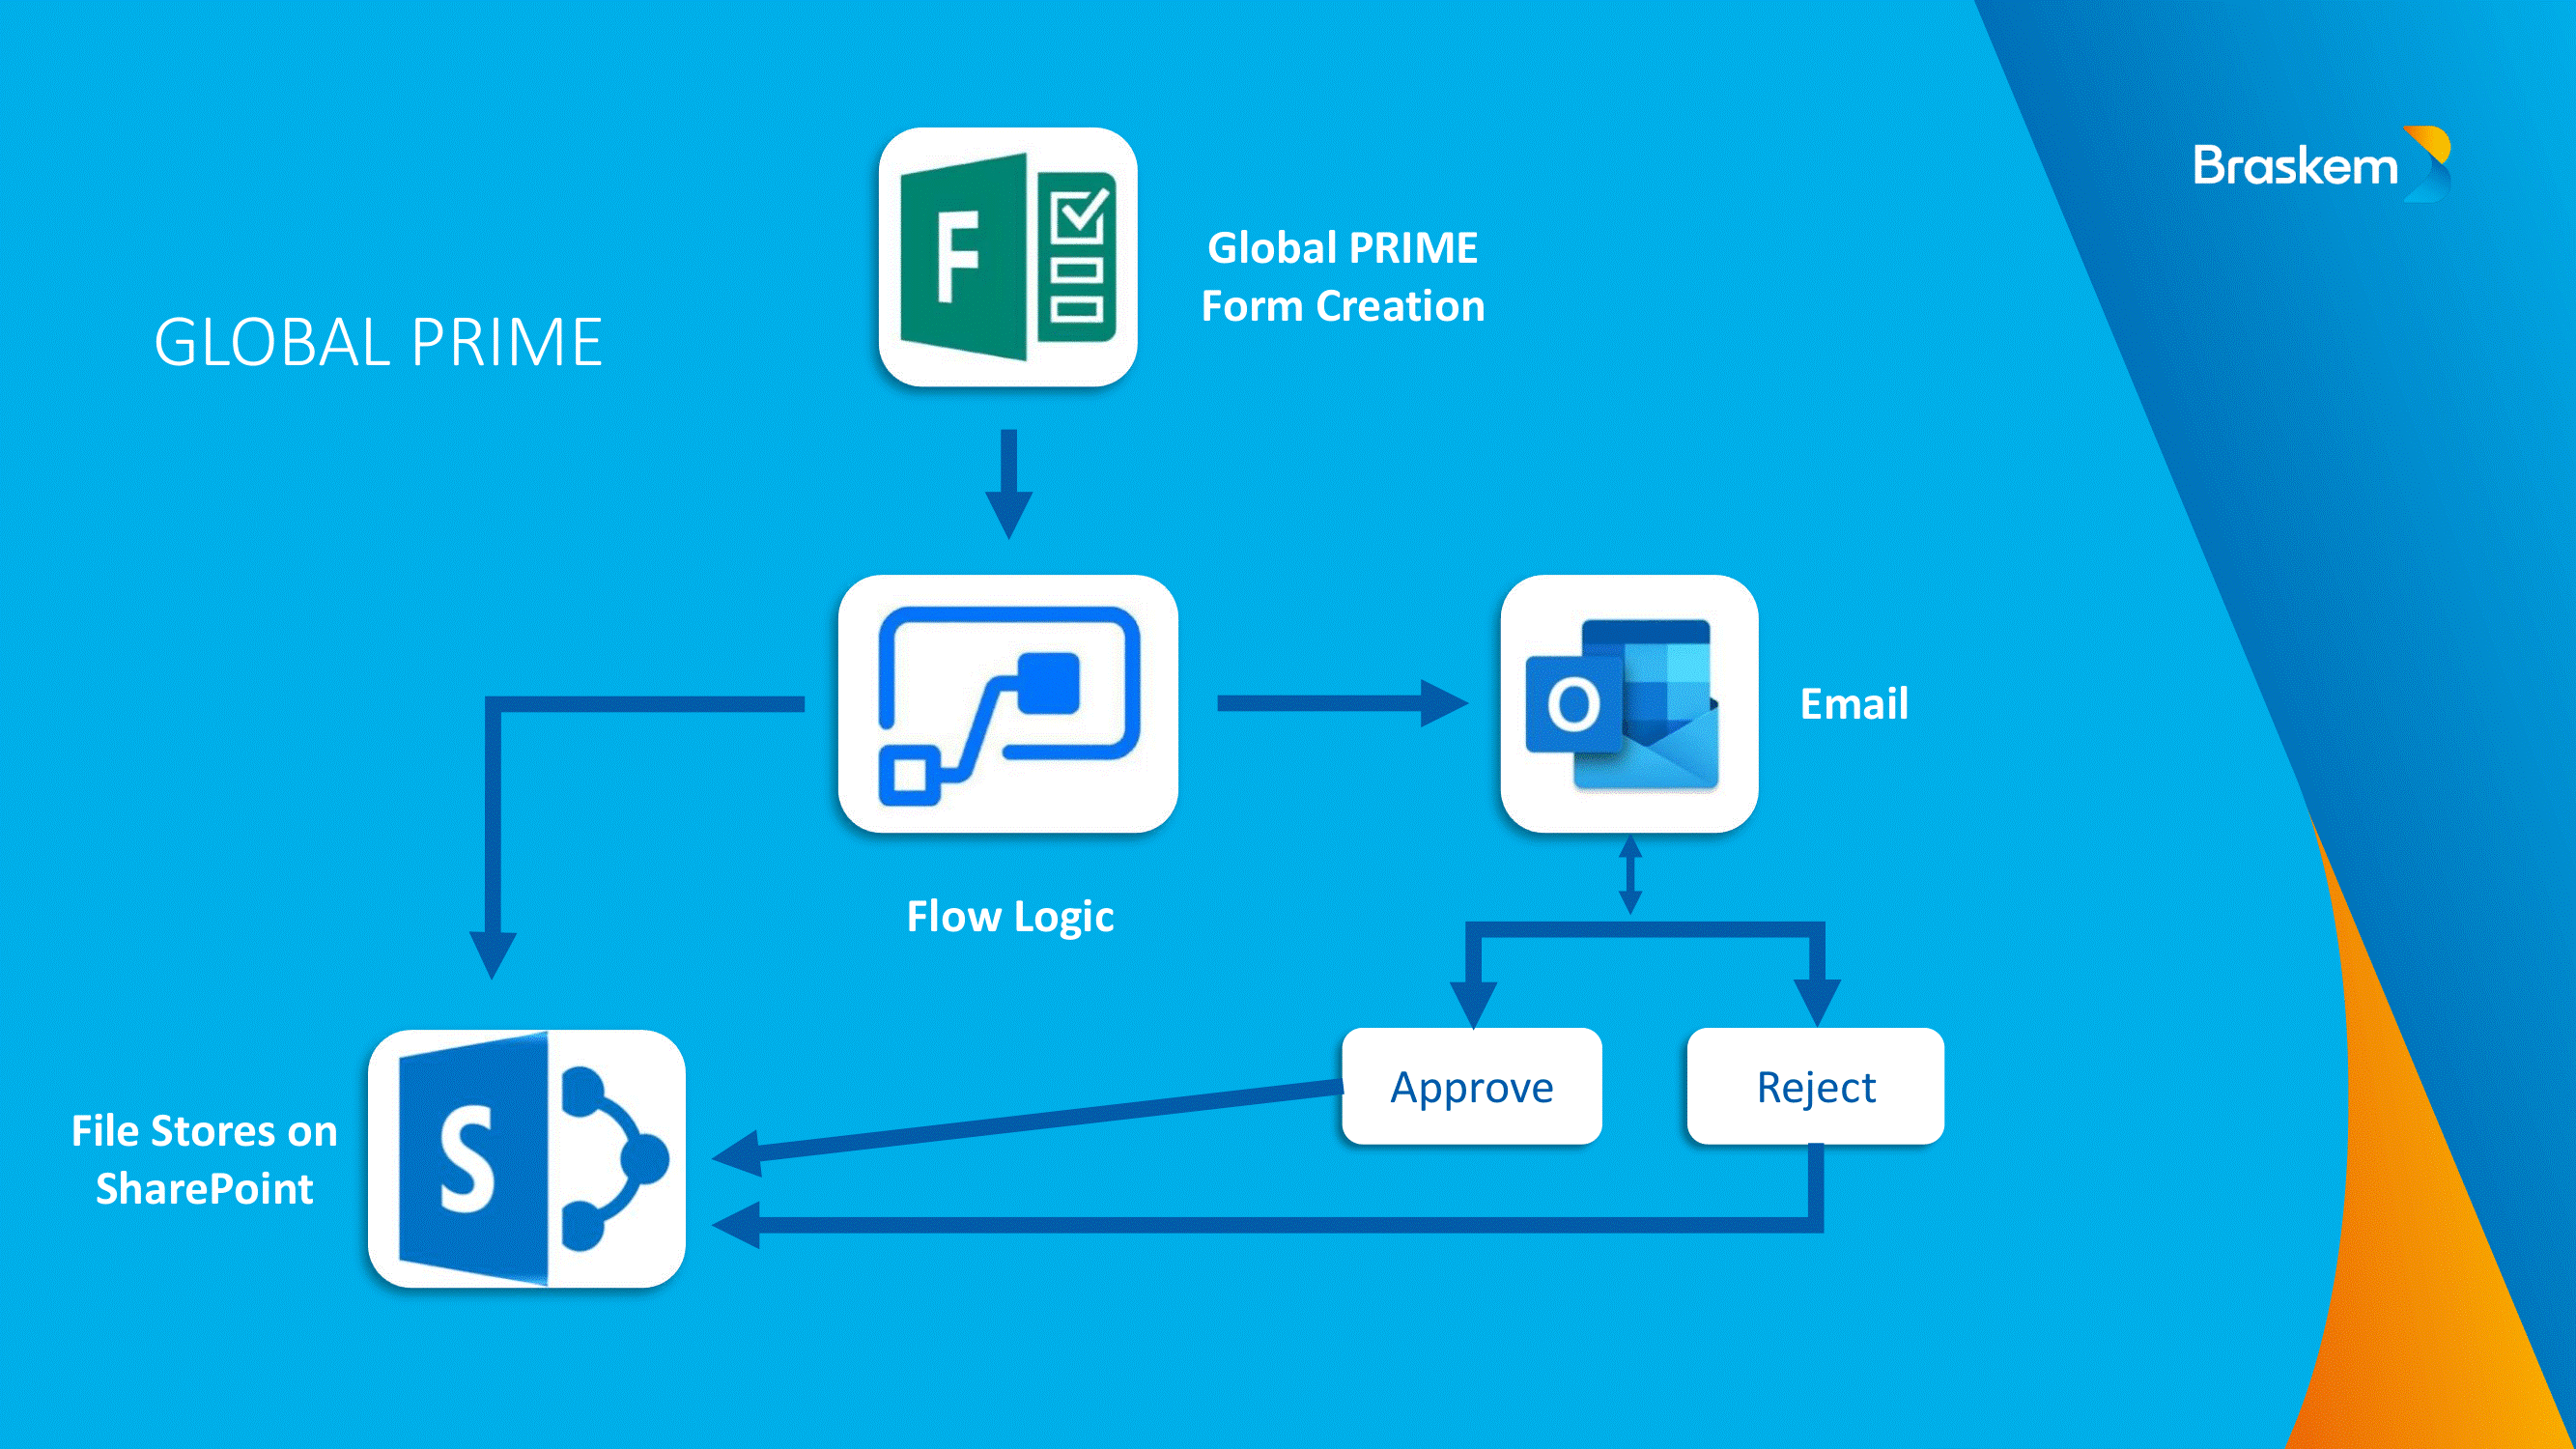 Braskem
GLOBAL PRIME
F
Global PRIME
Form Creation
O
Email
Flow Logic
Approve
Reject
S
File Stores on
SharePoint